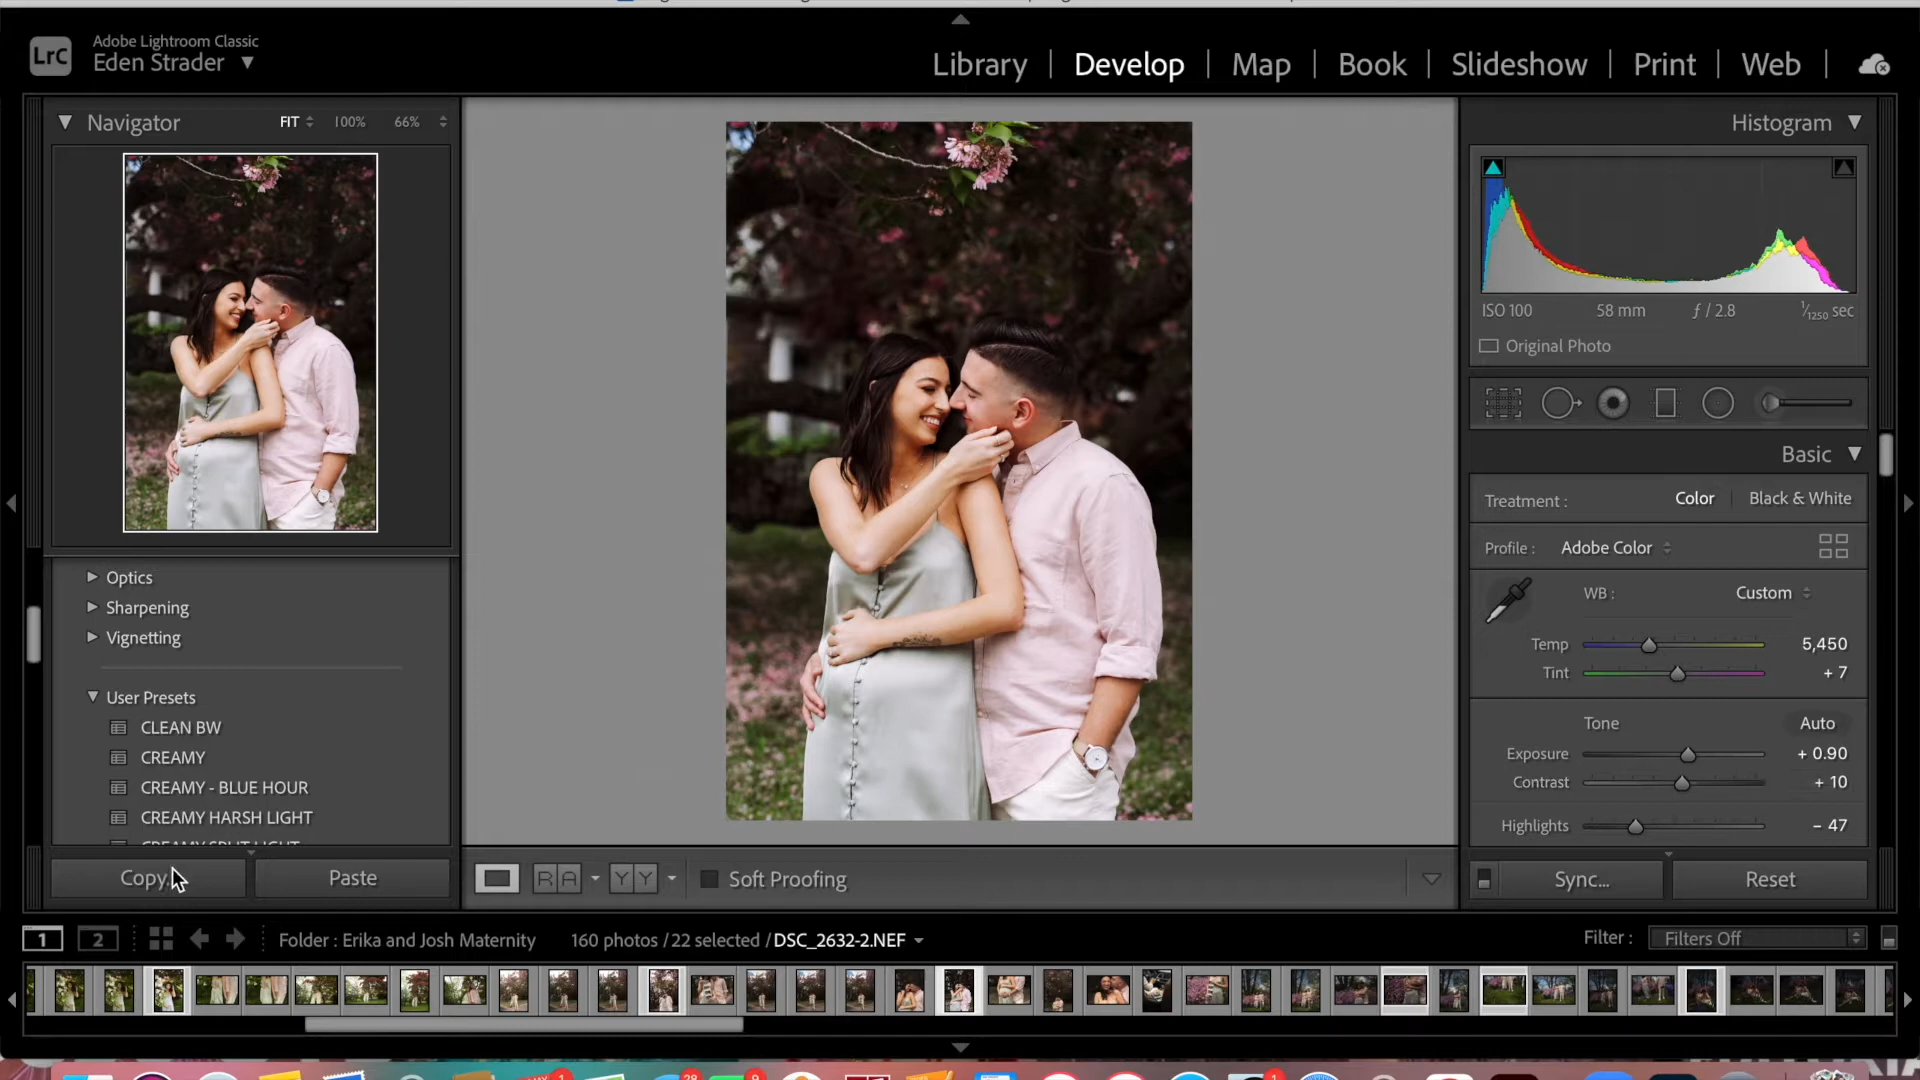 LrC
Adobe Lightroom Classic
Eden Strader
Library | Develop | Map | Book | Slideshow | Print | Web |
Navigator
FIT 100% 66%
Histogram
ISO 100 58 mm ƒ / 2.8 1/1250 sec
Original Photo
Basic
Treatment : Color Black & White
Profile : Adobe Color
WB : Custom
Temp 5,450
Tint + 7
Tone Auto
Exposure + 0.90
Contrast + 10
Highlights − 47
Optics
Sharpening
Vignetting
User Presets
CLEAN BW
CREAMY
CREAMY - BLUE HOUR
CREAMY HARSH LIGHT
Copy...
Paste
R A
Y Y
Soft Proofing
Sync...
Reset
1 2
Folder : Erika and Josh Maternity
160 photos / 22 selected / DSC_2632-2.NEF
Filter : Filters Off